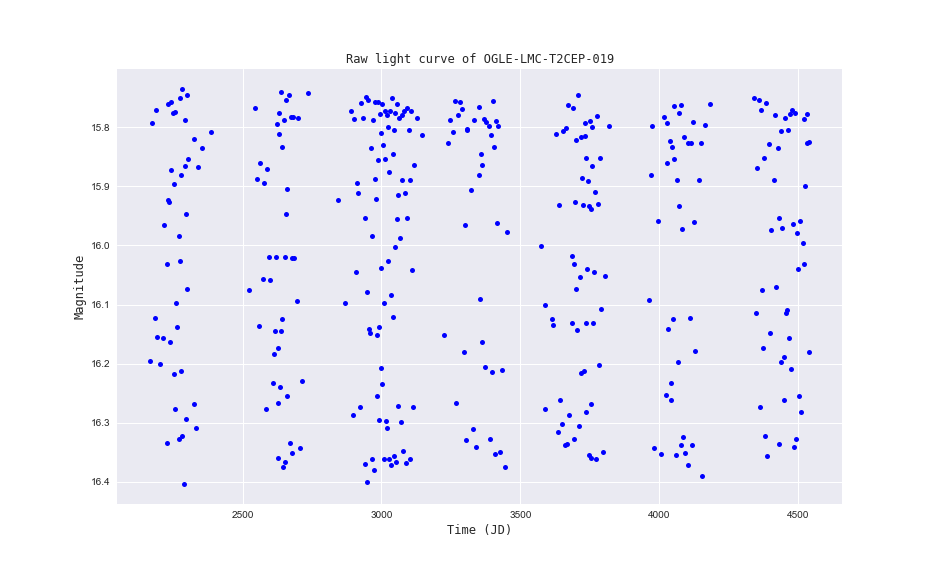 Raw light curve of OGLE-LMC-T2CEP-019
15.8
15.9
16.0
16.1
16.2
16.3
16.4
Magnitude
2500 3000 3500 4000 4500
Time (JD)